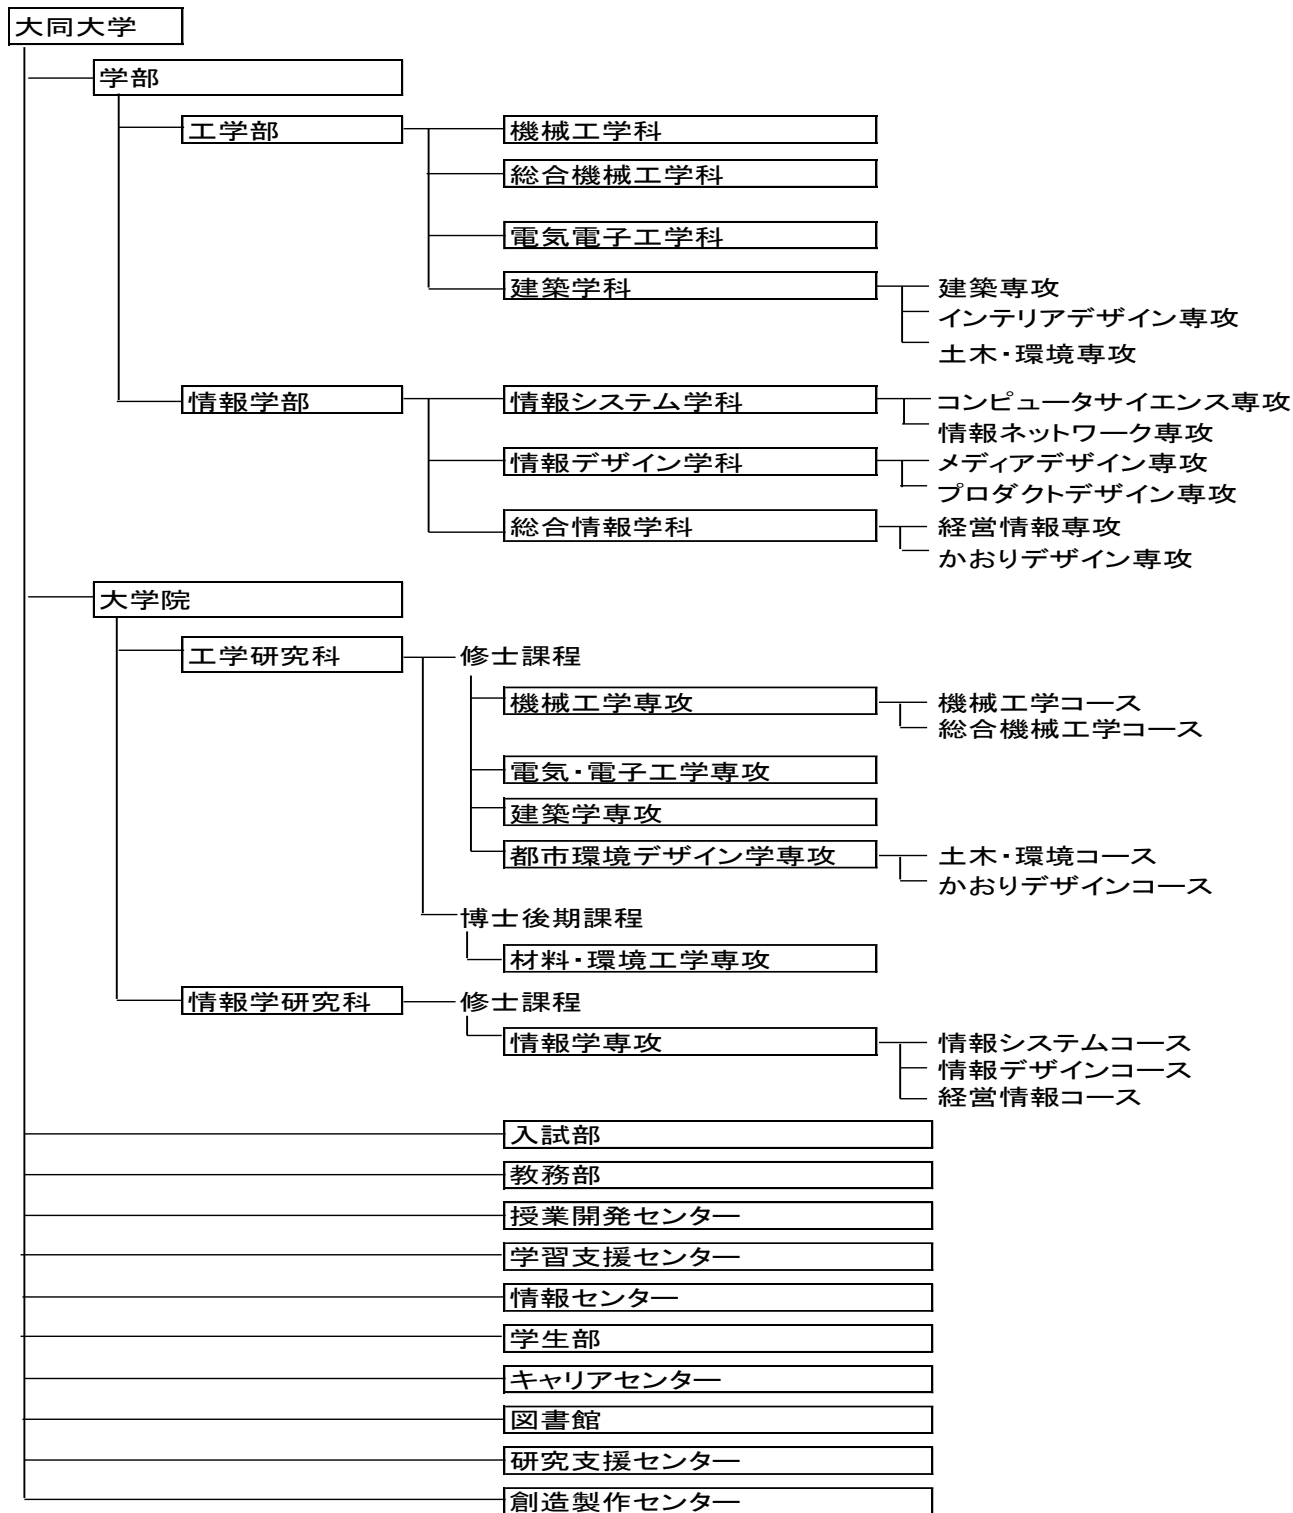 大同大学
学部
工学部
機械工学科
総合機械工学科
電気電子工学科
建築学科
建築専攻
インテリアデザイン専攻
土木・環境専攻
情報学部
情報システム学科
コンピュータサイエンス専攻
情報ネットワーク専攻
情報デザイン学科
メディアデザイン専攻
プロダクトデザイン専攻
総合情報学科
経営情報専攻
かおりデザイン専攻
大学院
工学研究科
修士課程
機械工学専攻
機械工学コース
総合機械工学コース
電気・電子工学専攻
建築学専攻
都市環境デザイン学専攻
土木・環境コース
かおりデザインコース
博士後期課程
材料・環境工学専攻
情報学研究科
修士課程
情報学専攻
情報システムコース
情報デザインコース
経営情報コース
入試部
教務部
授業開発センター
学習支援センター
情報センター
学生部
キャリアセンター
図書館
研究支援センター
創造製作センター